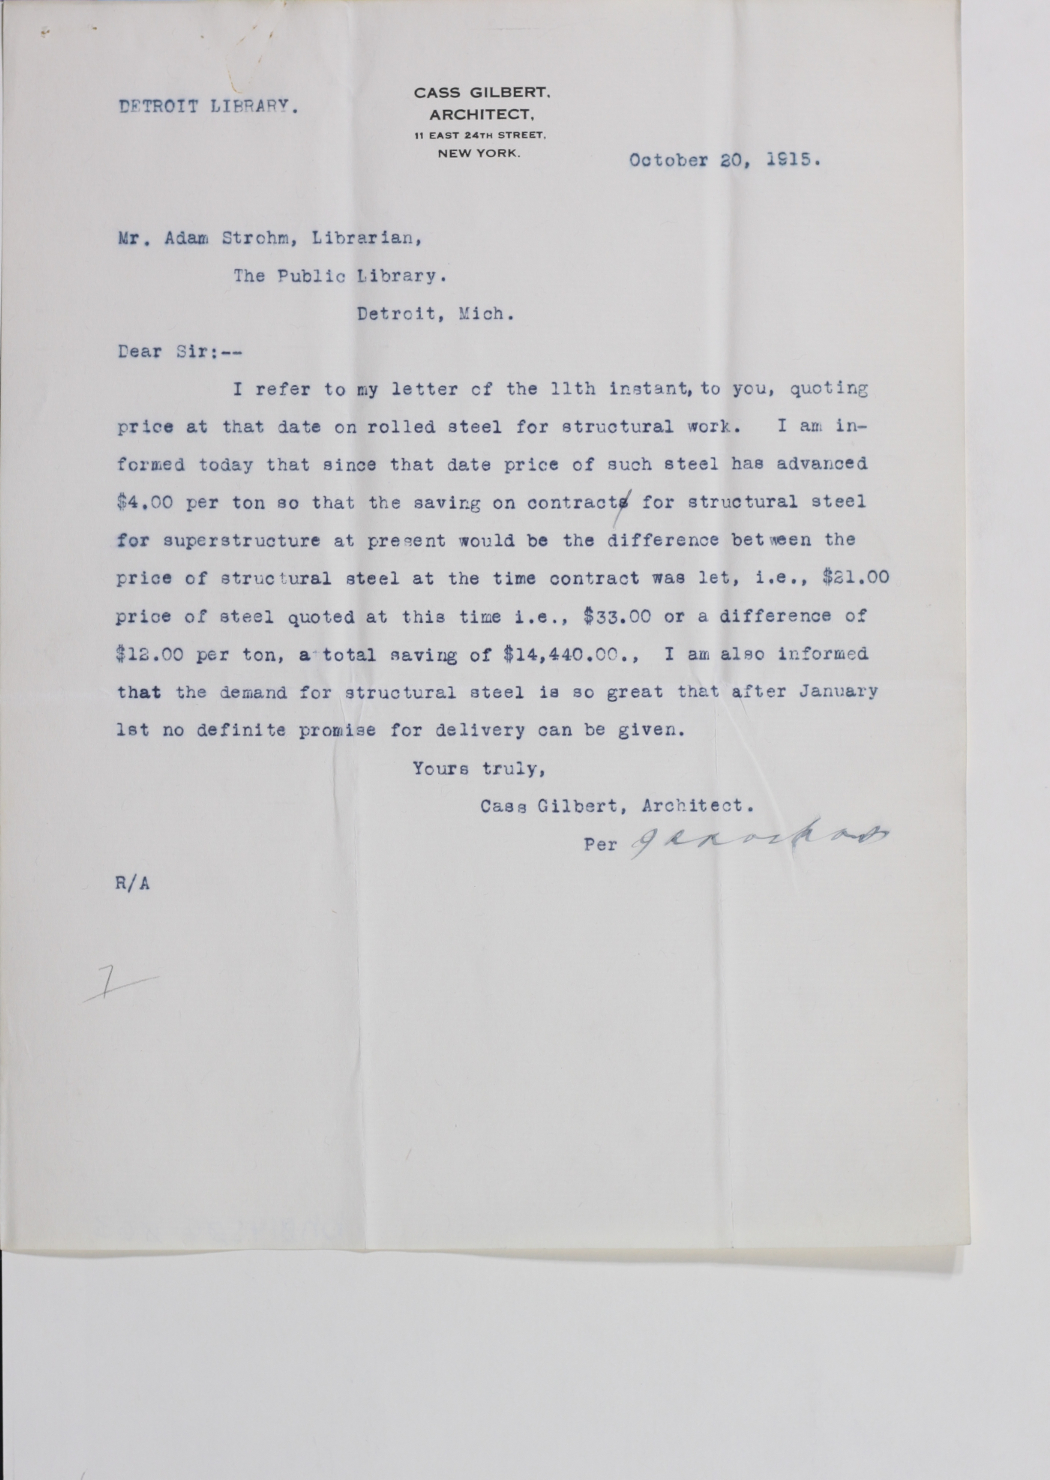 DETROIT LIBRARY.
CASS GILBERT,
ARCHITECT,
11 EAST 24TH STREET,
NEW YORK.
October 20, 1915.
Mr. Adam Strohm, Librarian,
The Public Library.
Detroit, Mich.
Dear Sir:--
I refer to my letter of the 11th instant, to you, quoting
price at that date on rolled steel for structural work. I am in-
formed today that since that date price of such steel has advanced
$4.00 per ton so that the saving on contract for structural steel
for superstructure at present would be the difference between the
price of structural steel at the time contract was let, i.e., $21.00
price of steel quoted at this time i.e., $33.00 or a difference of
$12.00 per ton, a total saving of $14,440.00., I am also informed
that the demand for structural steel is so great that after January
1st no definite promise for delivery can be given.
Yours truly,
Cass Gilbert, Architect.
Per
R/A
7